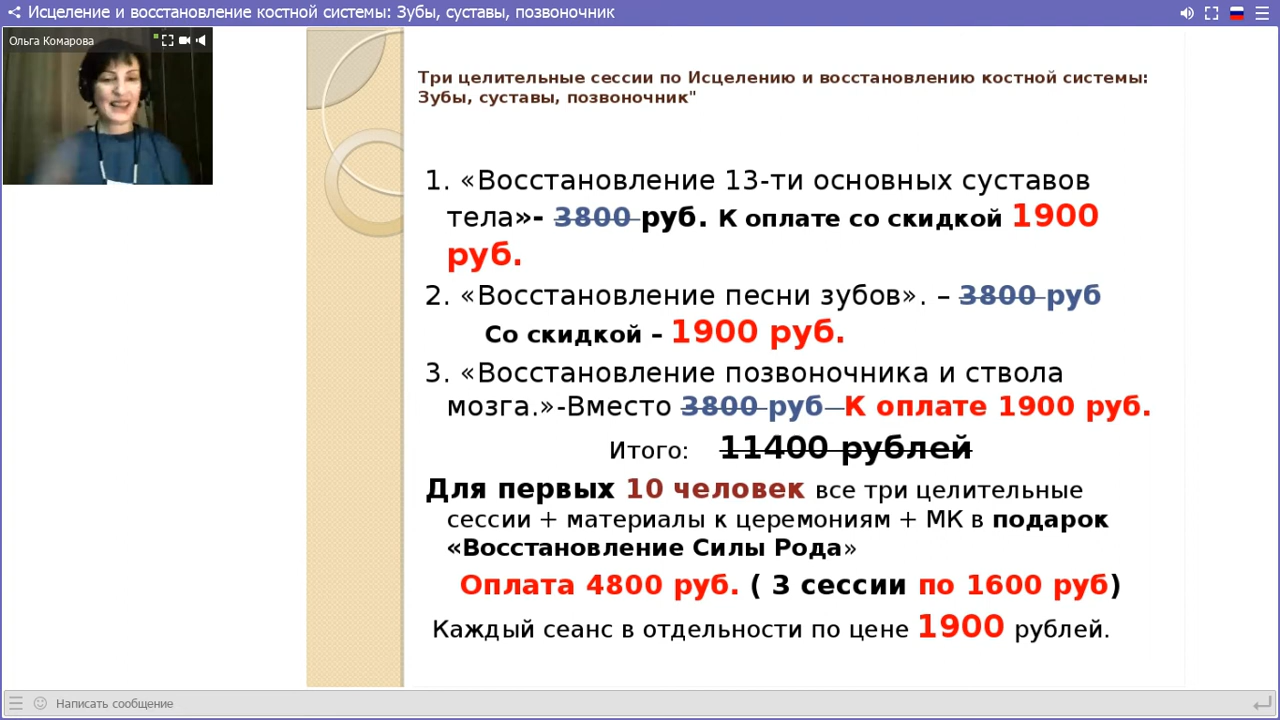 Исцеление и восстановление костной системы: Зубы, суставы, позвоночник
Ольга Комарова
Три целительные сессии по Исцелению и восстановлению костной системы:
Зубы, суставы, позвоночник"
1. «Восстановление 13-ти основных суставов
тела»- 3800 руб. К оплате со скидкой 1900
руб.
2. «Восстановление песни зубов». – 3800 руб
Со скидкой – 1900 руб.
3. «Восстановление позвоночника и ствола
мозга.»-Вместо 3800 руб К оплате 1900 руб.
Итого: 11400 рублей
Для первых 10 человек все три целительные
сессии + материалы к церемониям + МК в подарок
«Восстановление Силы Рода»
Оплата 4800 руб. ( 3 сессии по 1600 руб)
Каждый сеанс в отдельности по цене 1900 рублей.
Написать сообщение